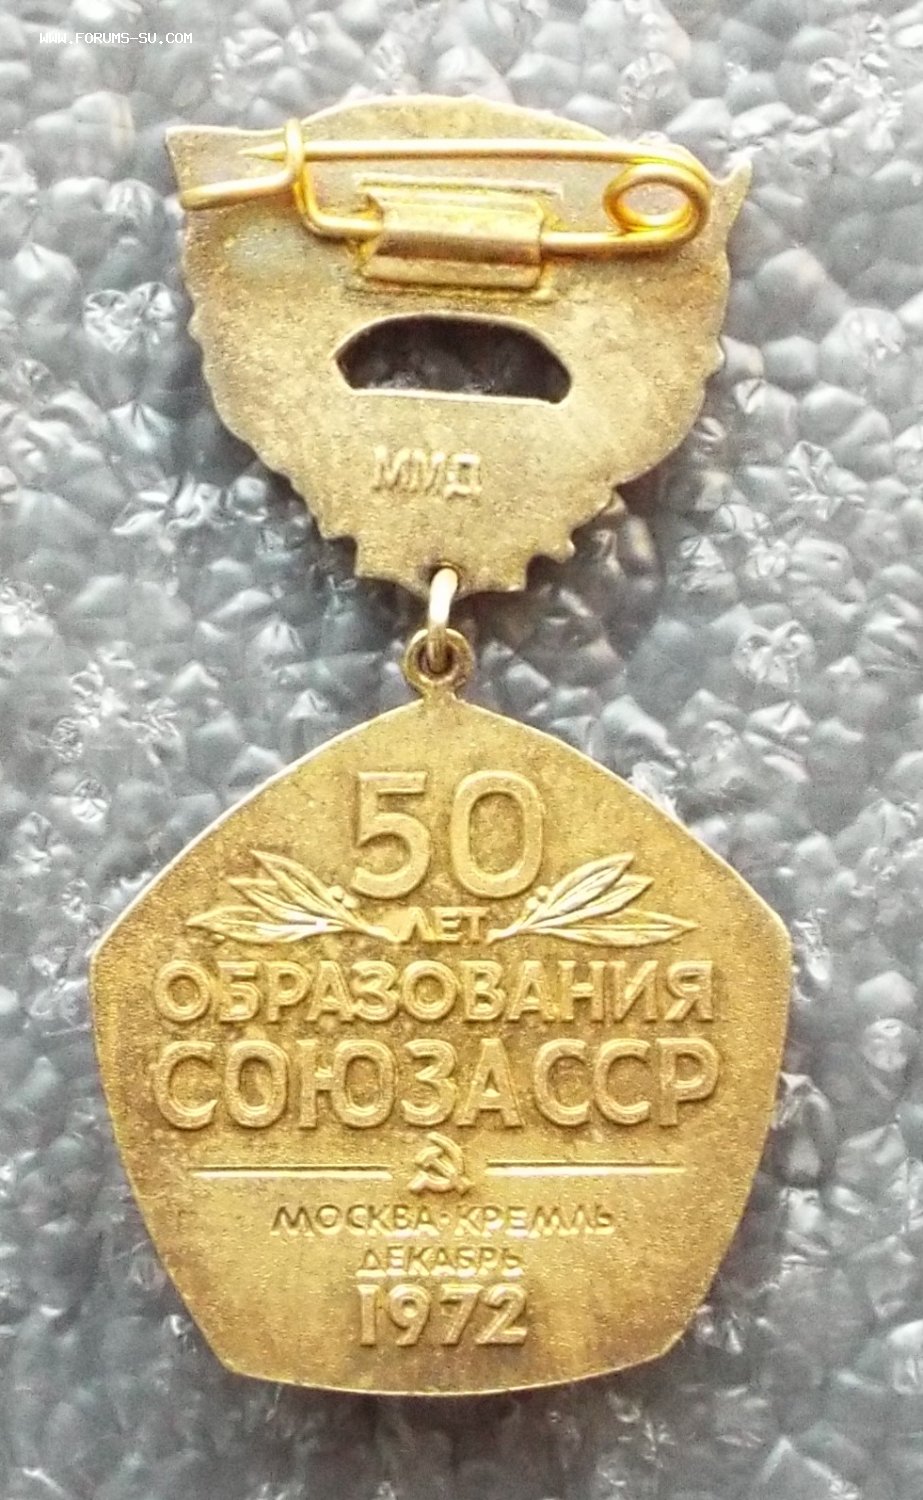 WWW.FORUMS-SU.COM
ММД
50
ЛЕТ
ОБРАЗОВАНИЯ
СОЮЗА ССР
МОСКВА·КРЕМЛЬ
ДЕКАБРЬ
1972